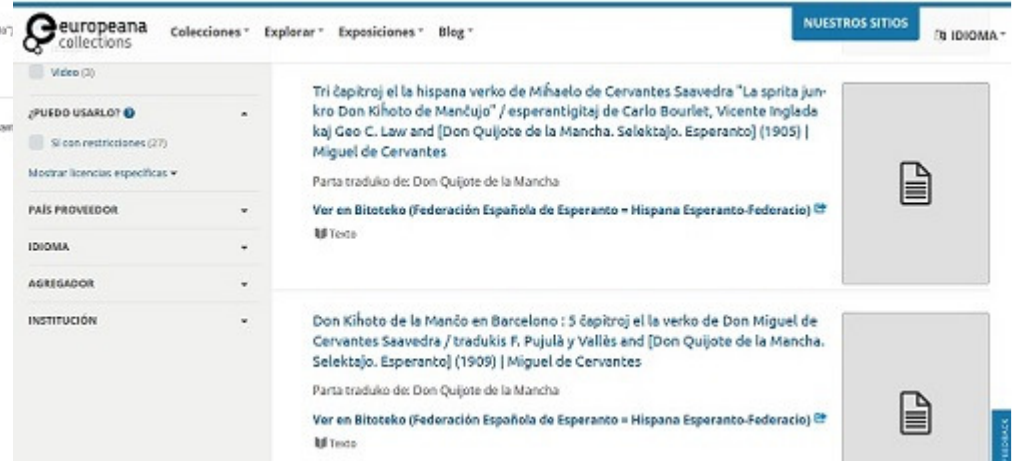 europeana
collections
Colecciones
Explorar
Exposiciones
Blog
NUESTROS SITIOS
IDIOMA
Video (3)
¿PUEDO USARLO?
Sí con restricciones (27)
Mostrar licencias específicas
PAÍS PROVEEDOR
IDIOMA
AGREGADOR
INSTITUCIÓN
Tri ĉapitroj el la hispana verko de Miĥaelo de Cervantes Saavedra "La sprita jun-
kro Don Kiĥoto de Manĉujo" / esperantigitaj de Carlo Bourlet, Vicente Inglada
kaj Geo C. Law and [Don Quijote de la Mancha. Selektaĵo. Esperanto] (1905) |
Miguel de Cervantes
Parta traduko de: Don Quijote de la Mancha
Ver en Bitoteko (Federación Española de Esperanto = Hispana Esperanto-Federacio)
Texto
Don Kiĥoto de la Manĉo en Barcelono : 5 ĉapitroj el la verko de Don Miguel de
Cervantes Saavedra / tradukis F. Pujulà y Vallès and [Don Quijote de la Mancha.
Selektaĵo. Esperanto] (1909) | Miguel de Cervantes
Parta traduko de: Don Quijote de la Mancha
Ver en Bitoteko (Federación Española de Esperanto = Hispana Esperanto-Federacio)
Texto
FEEDBACK